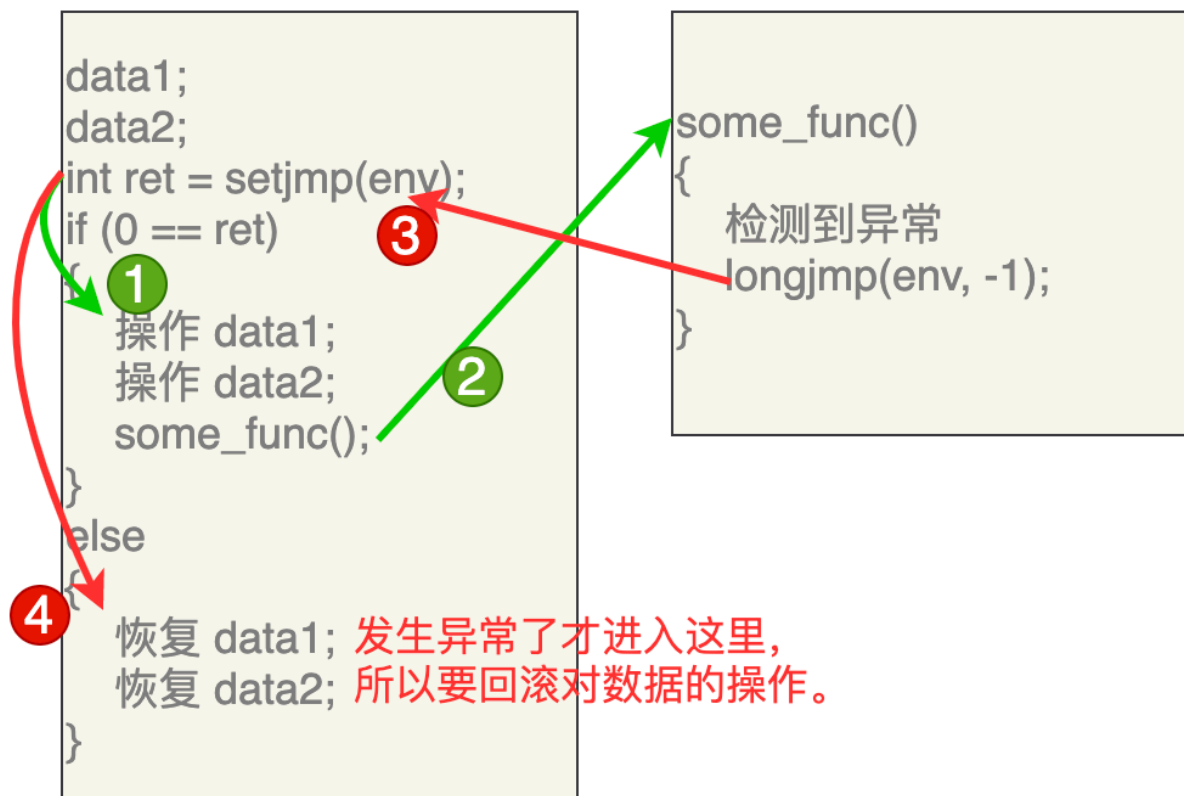 data1;
data2;
int ret = setjmp(env);
if (0 == ret)
{
操作 data1;
操作 data2;
some_func();
}
else
{
恢复 data1; 发生异常了才进入这里，
恢复 data2; 所以要回滚对数据的操作。
}
some_func()
{
检测到异常
longjmp(env, -1);
}
1
2
3
4